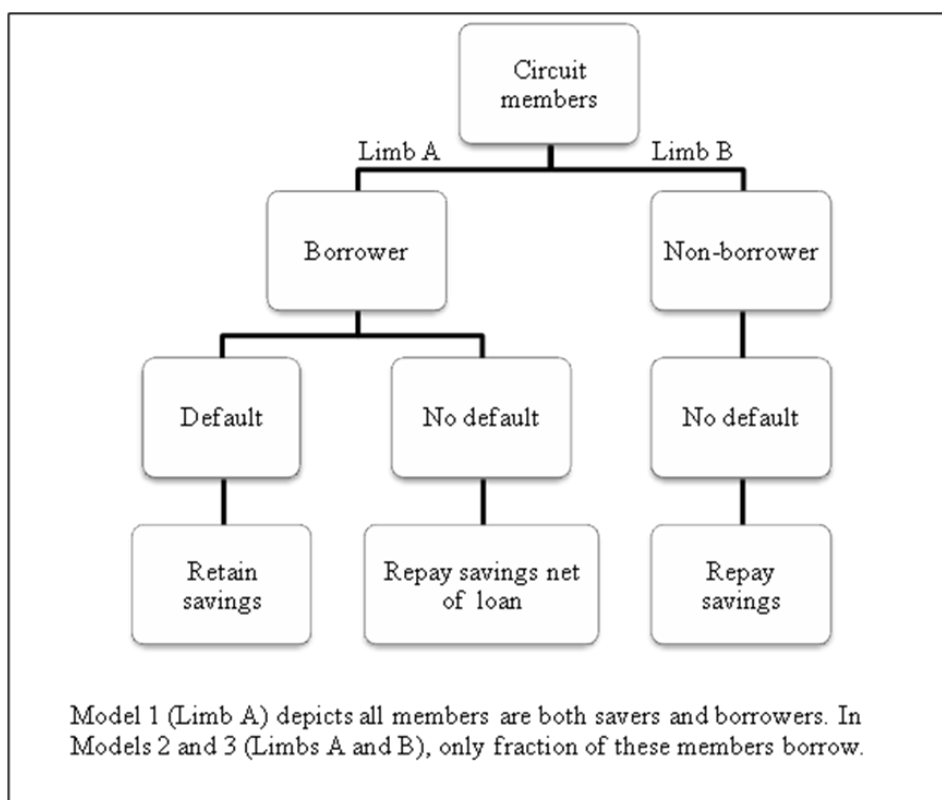 Circuit
members
Limb A
Limb B
Borrower
Non-borrower
Default
No default
No default
Retain
savings
Repay savings net
of loan
Repay
savings
Model 1 (Limb A) depicts all members are both savers and borrowers. In
Models 2 and 3 (Limbs A and B), only fraction of these members borrow.